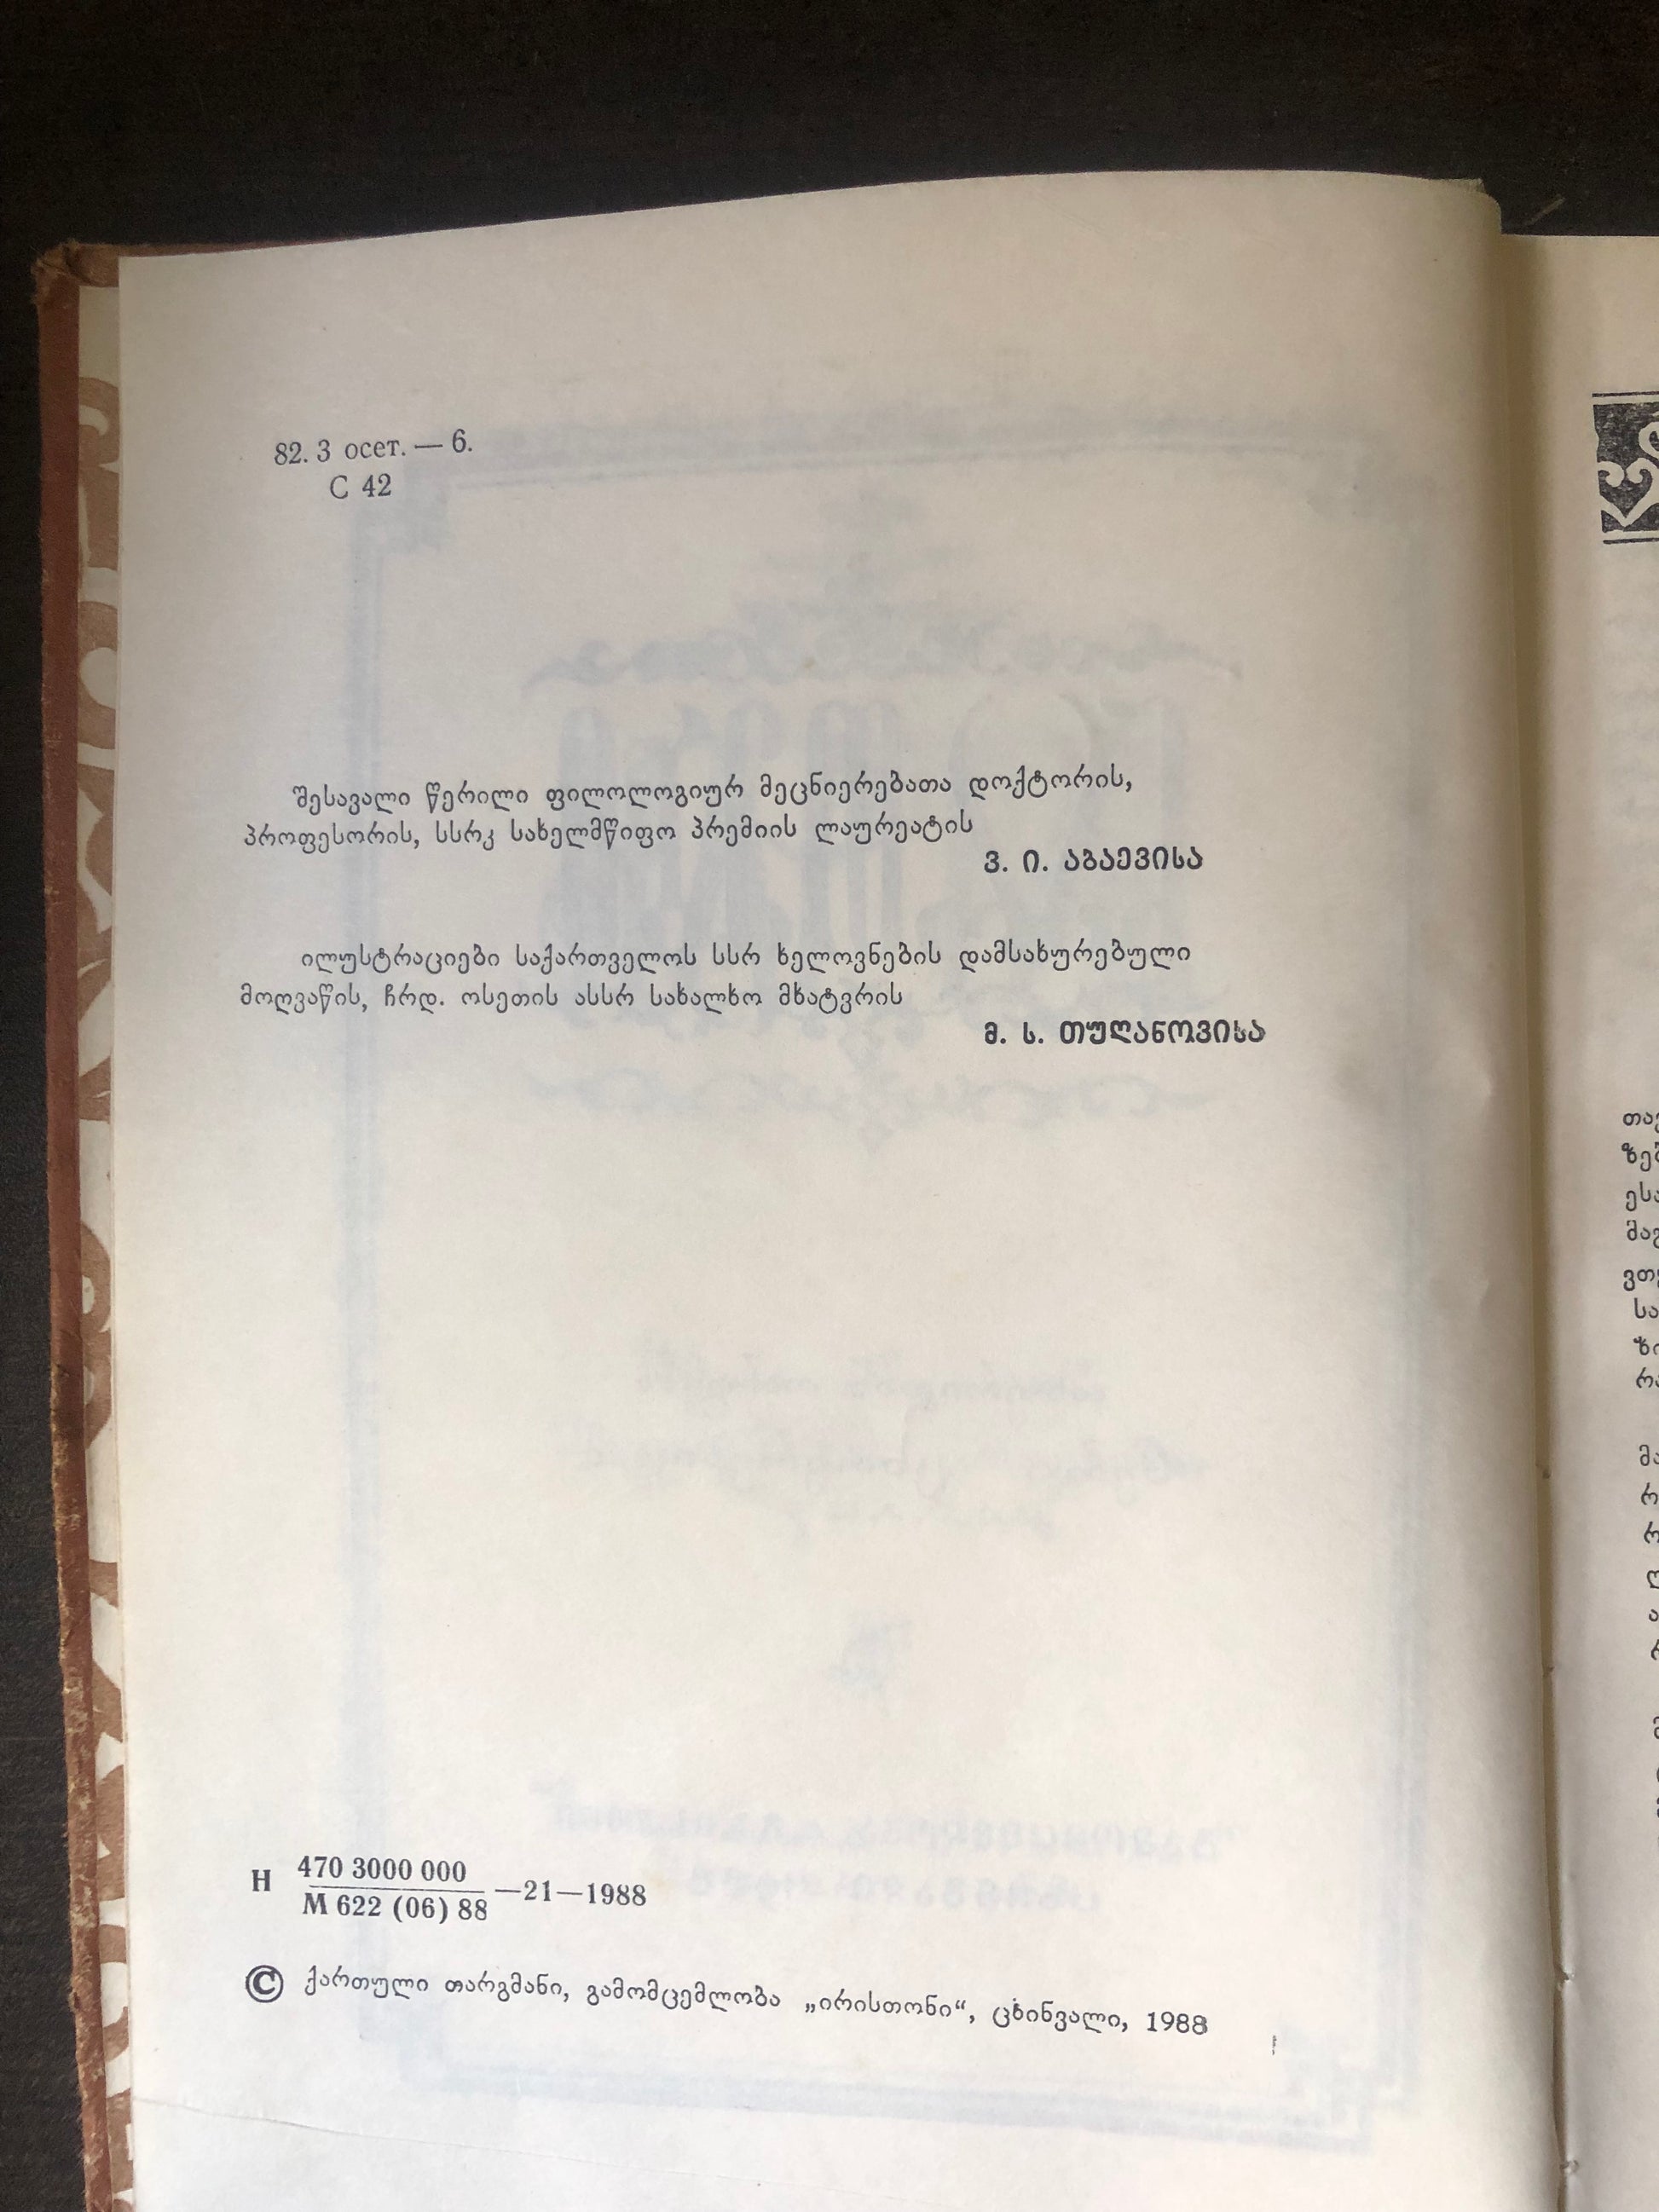 82. 3 осет. — 6.
С 42
შესავალი წერილი ფილოლოგიურ მეცნიერებათა დოქტორის,
პროფესორის, სსრკ სახელმწიფო პრემიის ლაურეატის
ვ. ი. აბაევისა
ილუსტრაციები საქართველოს სსრ ხელოვნების დამსახურებული
მოღვაწის, ჩრდ. ოსეთის ასსრ სახალხო მხატვრის
მ. ს. თუღანოვისა
Н 470 3000 000
М 622 (06) 88 —21—1988
© ქართული თარგმანი, გამომცემლობა „ირისთონი“, ცხინვალი, 1988